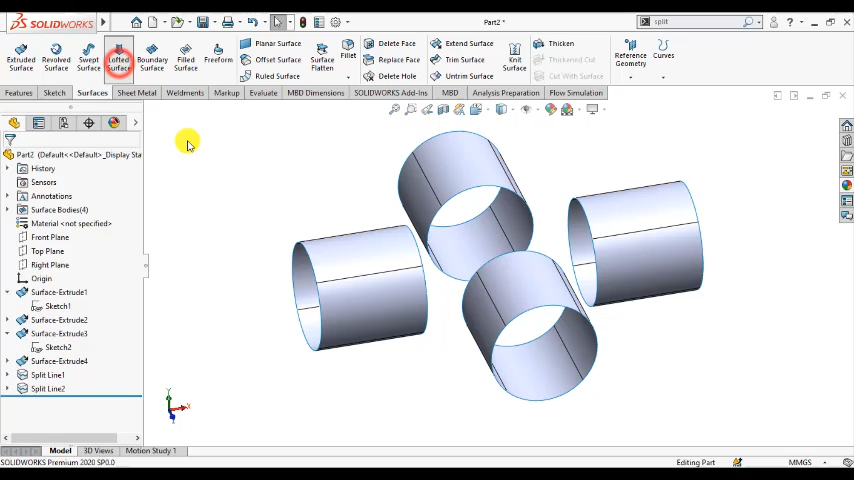 SOLIDWORKS
Part2 *
split
Extruded Surface
Revolved Surface
Swept Surface
Lofted Surface
Boundary Surface
Filled Surface
Freeform
Planar Surface
Offset Surface
Ruled Surface
Surface Flatten
Fillet
Delete Face
Replace Face
Delete Hole
Extend Surface
Trim Surface
Untrim Surface
Knit Surface
Thicken
Thickened Cut
Cut With Surface
Reference Geometry
Curves
Features Sketch Surfaces Sheet Metal Weldments Markup Evaluate MBD Dimensions SOLIDWORKS Add-Ins MBD Analysis Preparation Flow Simulation
Part2 (Default<<Default>_Display Sta
History
Sensors
Annotations
Surface Bodies(4)
Material <not specified>
Front Plane
Top Plane
Right Plane
Origin
Surface-Extrude1
Sketch1
Surface-Extrude2
Surface-Extrude3
Sketch2
Surface-Extrude4
Split Line1
Split Line2
Y
X
Z
Model 3D Views Motion Study 1
SOLIDWORKS Premium 2020 SP0.0
Editing Part
MMGS